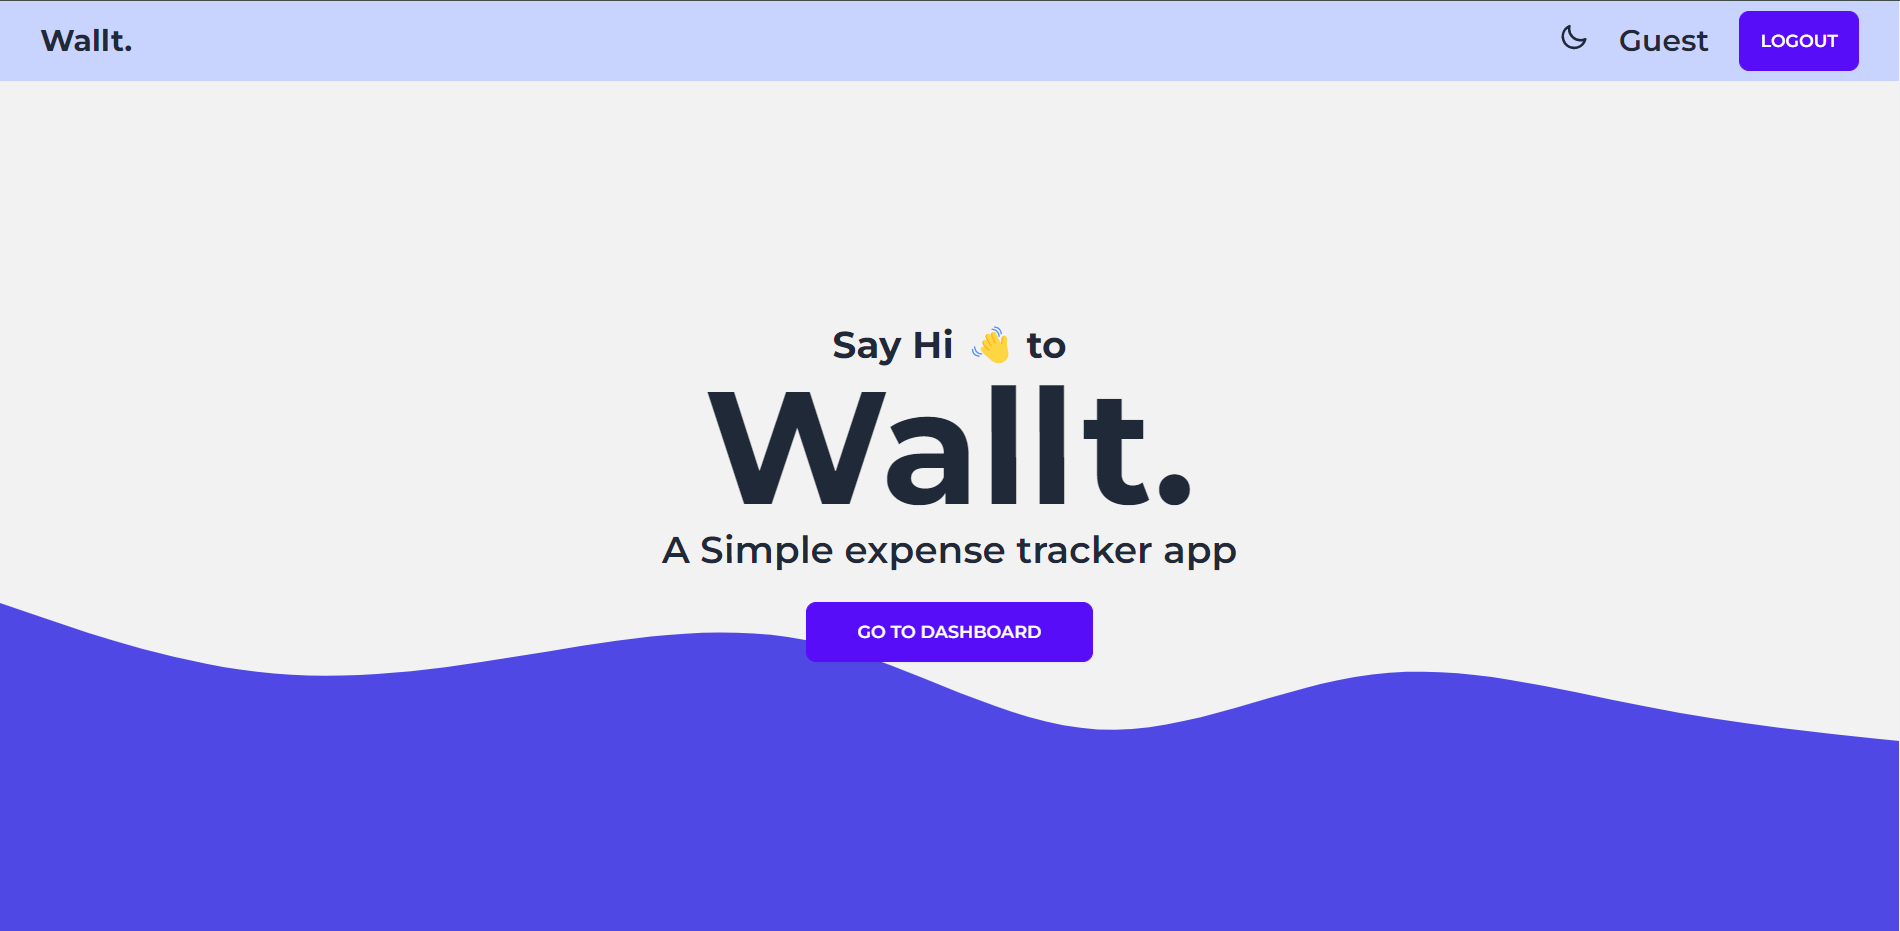 Wallt.
Guest
LOGOUT
Say Hi 👋 to
Wallt.
A Simple expense tracker app
GO TO DASHBOARD